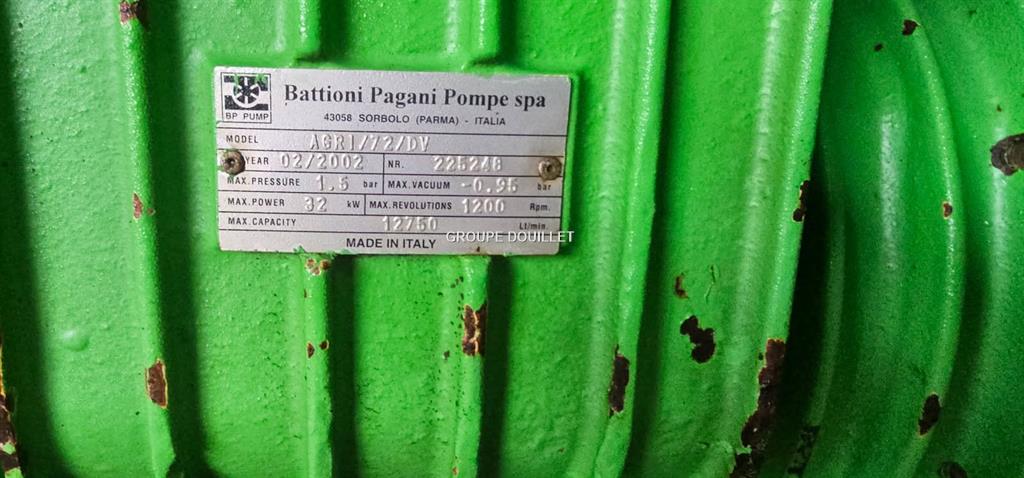 Battioni Pagani Pompe spa
BP PUMP
43058 SORBOLO (PARMA) - ITALIA
MODEL AGRI/72/DV
YEAR 02/2002 NR. 225248
MAX.PRESSURE 1.5 bar MAX.VACUUM -0.95 bar
MAX.POWER 32 kW MAX.REVOLUTIONS 1200 Rpm.
MAX.CAPACITY 12750 Lt/min.
MADE IN ITALY
GROUPE DOUILLET